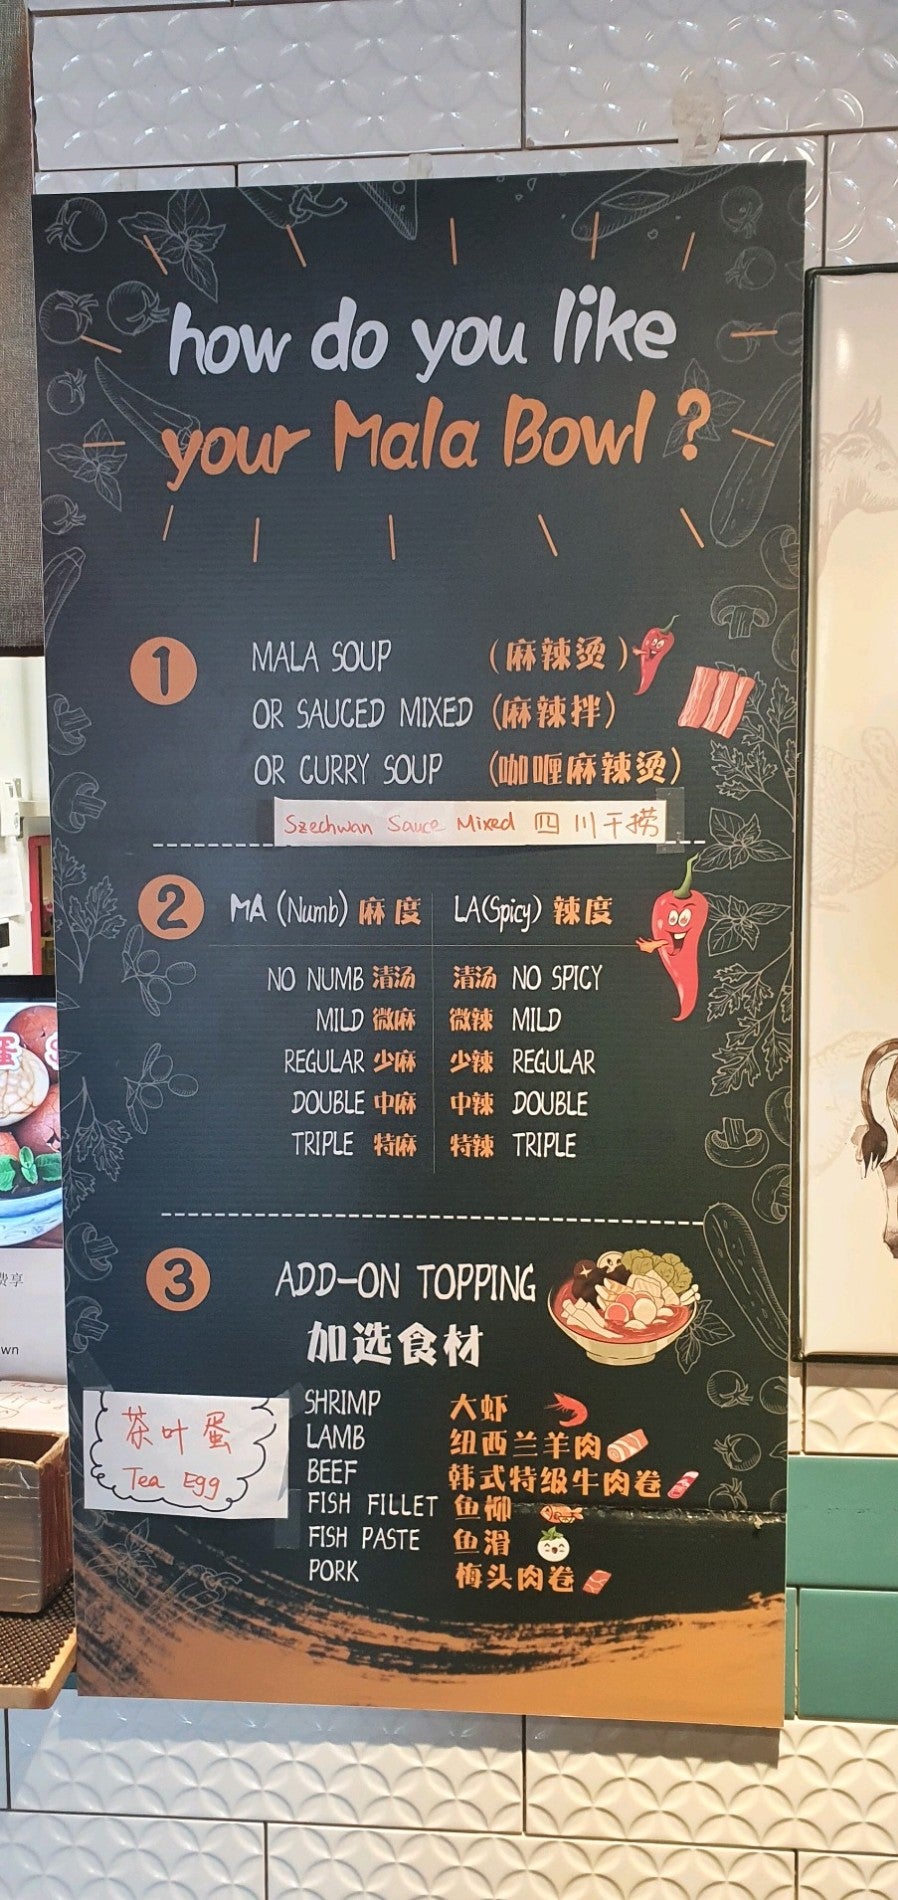 how do you like
your Mala Bowl ?
1 MALA SOUP (麻辣烫)
OR SAUCED MIXED (麻辣拌)
OR CURRY SOUP (咖喱麻辣烫)
Szechwan Sauce Mixed 四川干捞
2 MA (Numb) 麻度 LA(Spicy) 辣度
NO NUMB 清汤 清汤 NO SPICY
MILD 微麻 微辣 MILD
REGULAR 少麻 少辣 REGULAR
DOUBLE 中麻 中辣 DOUBLE
TRIPLE 特麻 特辣 TRIPLE
3 ADD-ON TOPPING
加选食材
茶叶蛋
Tea Egg
SHRIMP 大虾
LAMB 纽西兰羊肉
BEEF 韩式特级牛肉卷
FISH FILLET 鱼柳
FISH PASTE 鱼滑
PORK 梅头肉卷
蛋
享
wn